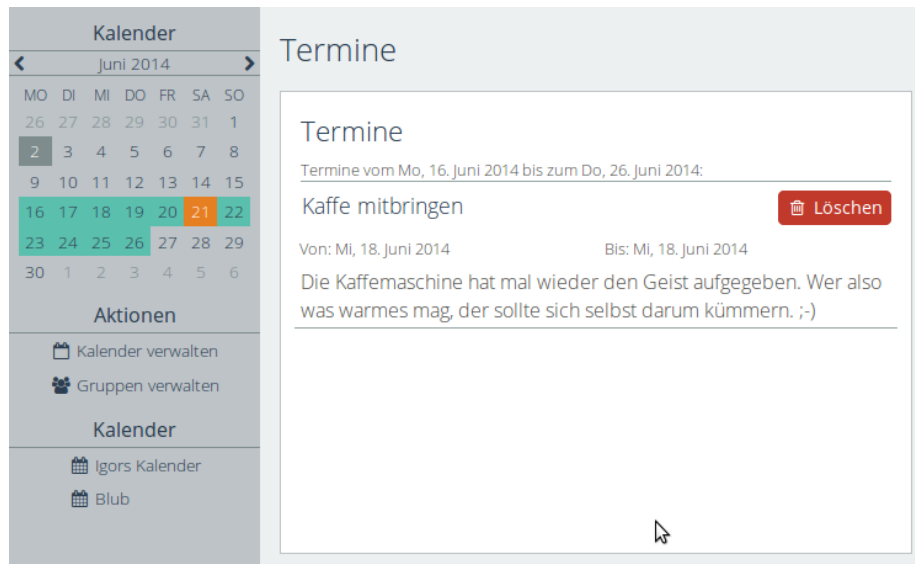 Kalender
Juni 2014
MO DI MI DO FR SA SO
26 27 28 29 30 31 1
2 3 4 5 6 7 8
9 10 11 12 13 14 15
16 17 18 19 20 21 22
23 24 25 26 27 28 29
30 1 2 3 4 5 6
Aktionen
Kalender verwalten
Gruppen verwalten
Kalender
Igors Kalender
Blub
Termine
Termine
Termine vom Mo, 16. Juni 2014 bis zum Do, 26. Juni 2014:
Kaffe mitbringen
Löschen
Von: Mi, 18. Juni 2014 Bis: Mi, 18. Juni 2014
Die Kaffemaschine hat mal wieder den Geist aufgegeben. Wer also
was warmes mag, der sollte sich selbst darum kümmern. ;-)